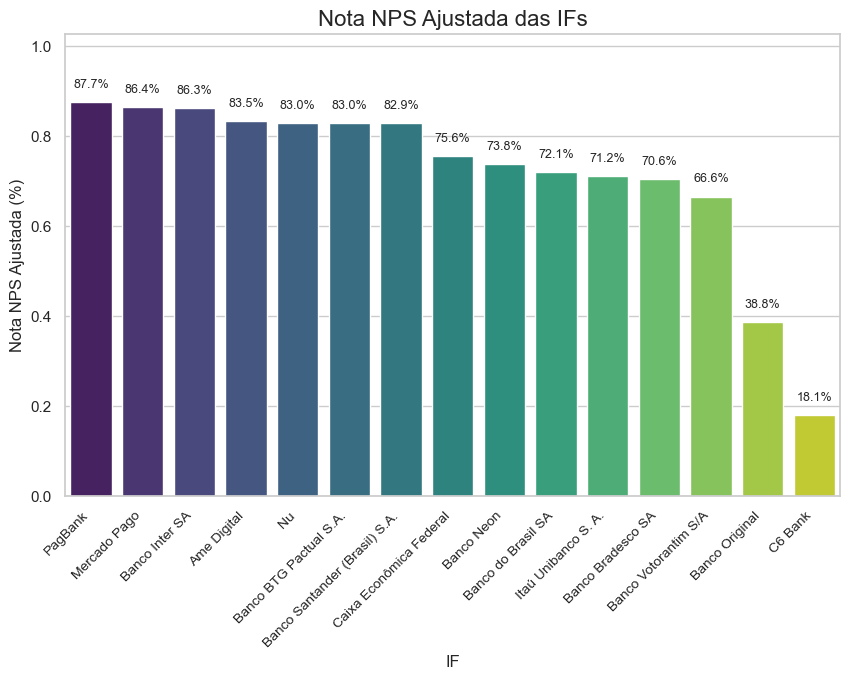 Nota NPS Ajustada das IFs
Nota NPS Ajustada (%)
1.0
0.8
0.6
0.4
0.2
0.0
87.7%
86.4%
86.3%
83.5%
83.0%
83.0%
82.9%
75.6%
73.8%
72.1%
71.2%
70.6%
66.6%
38.8%
18.1%
PagBank
Mercado Pago
Banco Inter SA
Ame Digital
Nu
Banco BTG Pactual S.A.
Banco Santander (Brasil) S.A.
Caixa Econômica Federal
Banco Neon
Banco do Brasil SA
Itaú Unibanco S. A.
Banco Bradesco SA
Banco Votorantim S/A
Banco Original
C6 Bank
IF